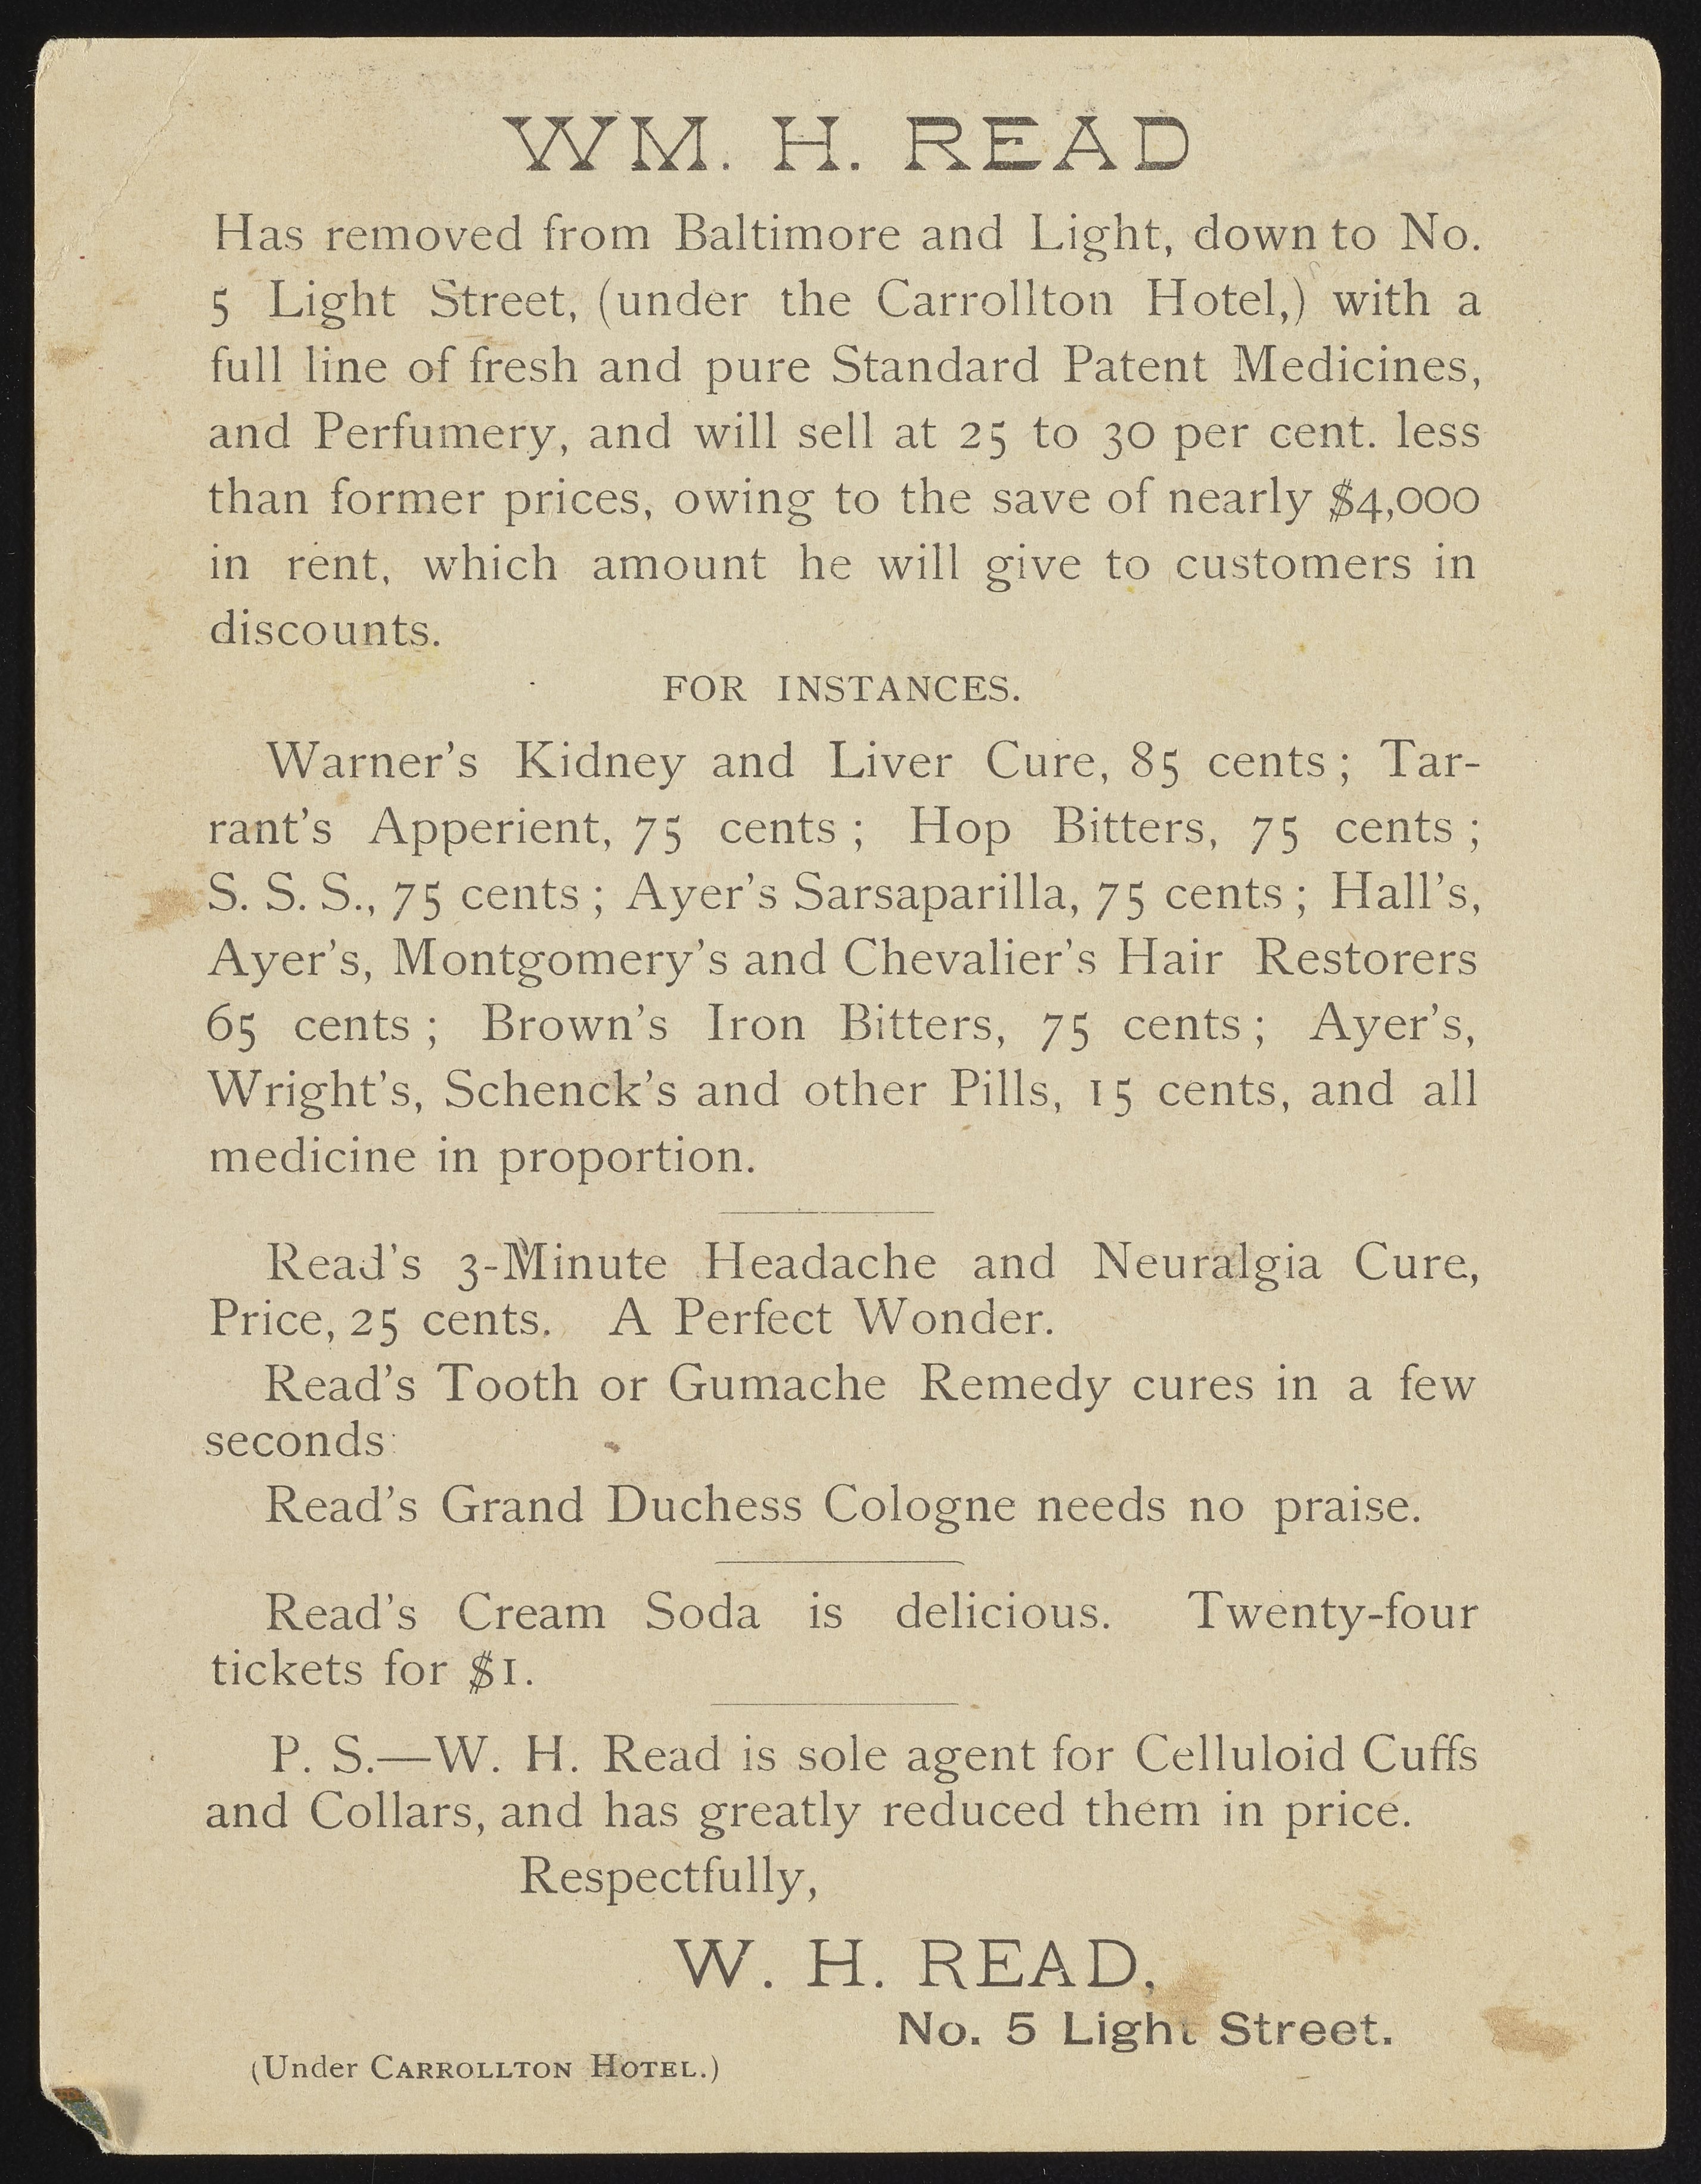 WM. H. READ
Has removed from Baltimore and Light, down to No.
5 Light Street, (under the Carrollton Hotel,) with a
full line of fresh and pure Standard Patent Medicines,
and Perfumery, and will sell at 25 to 30 per cent. less
than former prices, owing to the save of nearly $4,000
in rent, which amount he will give to customers in
discounts.
FOR INSTANCES.
Warner's Kidney and Liver Cure, 85 cents; Tar-
rant's Apperient, 75 cents; Hop Bitters, 75 cents;
S. S. S., 75 cents; Ayer's Sarsaparilla, 75 cents; Hall's,
Ayer's, Montgomery's and Chevalier's Hair Restorers
65 cents; Brown's Iron Bitters, 75 cents; Ayer's,
Wright's, Schenck's and other Pills, 15 cents, and all
medicine in proportion.
Read's 3-Minute Headache and Neuralgia Cure,
Price, 25 cents. A Perfect Wonder.
Read's Tooth or Gumache Remedy cures in a few
seconds
Read's Grand Duchess Cologne needs no praise.
Read's Cream Soda is delicious. Twenty-four
tickets for $1.
P. S.—W. H. Read is sole agent for Celluloid Cuffs
and Collars, and has greatly reduced them in price.
Respectfully,
W. H. READ,
No. 5 Light Street.
(Under CARROLLTON HOTEL.)